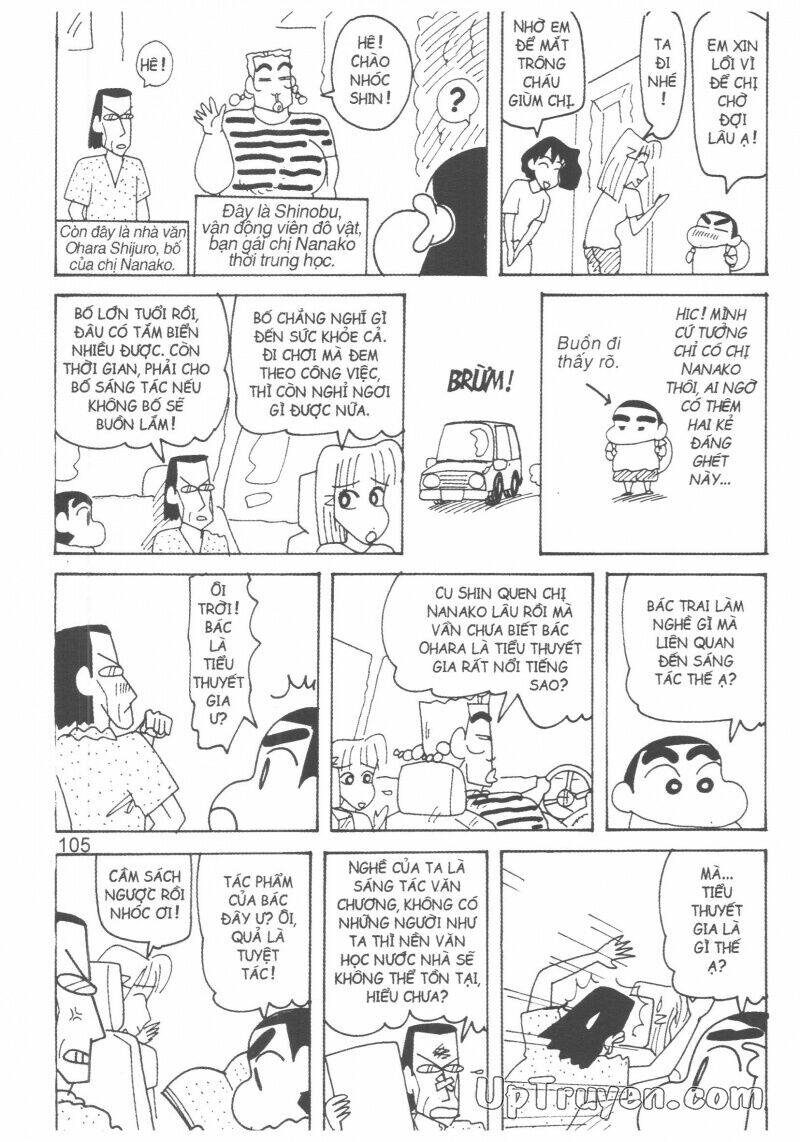 EM XIN
LỖI VÌ
ĐỂ CHỊ
CHỜ
ĐỢI
LÂU Ạ!
TA
ĐI
NHÉ
!
NHỜ EM
ĐỂ MẮT
TRÔNG
CHÁU
GIÙM CHỊ.
?
HÊ!
CHÀO
NHÓC
SHIN!
Đây là Shinobu,
vận động viên đô vật,
bạn gái chị Nanako
thời trung học.
HÊ!
Còn đây là nhà văn
Ohara Shijuro, bố
của chị Nanako.
HIC! MÌNH
CỨ TƯỞNG
CHỈ CÓ CHỊ
NANAKO
THÔI, AI NGỜ
CÓ THÊM
HAI KẺ
ĐÁNG
GHÉT
NÀY...
Buồn đi
thấy rõ.
BRỪM!
BỐ CHẲNG NGHĨ GÌ
ĐẾN SỨC KHỎE CẢ.
ĐI CHƠI MÀ ĐEM
THEO CÔNG VIỆC,
THÌ CÒN NGHỈ NGƠI
GÌ ĐƯỢC NỮA.
BỐ LỚN TUỔI RỒI,
ĐÂU CÓ TẮM BIỂN
NHIỀU ĐƯỢC. CÒN
THỜI GIAN, PHẢI CHO
BỐ SÁNG TÁC NẾU
KHÔNG BỐ SẼ
BUỒN LẮM!
BÁC TRAI LÀM
NGHỀ GÌ MÀ
LIÊN QUAN
ĐẾN SÁNG
TÁC THẾ Ạ?
CU SHIN QUEN CHỊ
NANAKO LÂU RỒI MÀ
VẪN CHƯA BIẾT BÁC
OHARA LÀ TIỂU THUYẾT
GIA RẤT NỔI TIẾNG
SAO?
ÔI
TRỜI!
BÁC
LÀ
TIỂU
THUYẾT
GIA
Ư?
105
MÀ...
TIỂU
THUYẾT
GIA LÀ
GÌ THẾ
Ạ?
NGHỀ CỦA TA LÀ
SÁNG TÁC VĂN
CHƯƠNG, KHÔNG CÓ
NHỮNG NGƯỜI NHƯ
TA THÌ NỀN VĂN
HỌC NƯỚC NHÀ SẼ
KHÔNG THỂ TỒN TẠI,
HIỂU CHƯA?
TÁC PHẨM
CỦA BÁC
ĐÂY Ư? ÔI,
QUẢ LÀ
TUYỆT
TÁC!
CẦM SÁCH
NGƯỢC RỒI
NHÓC ƠI!
UpTruyen.com